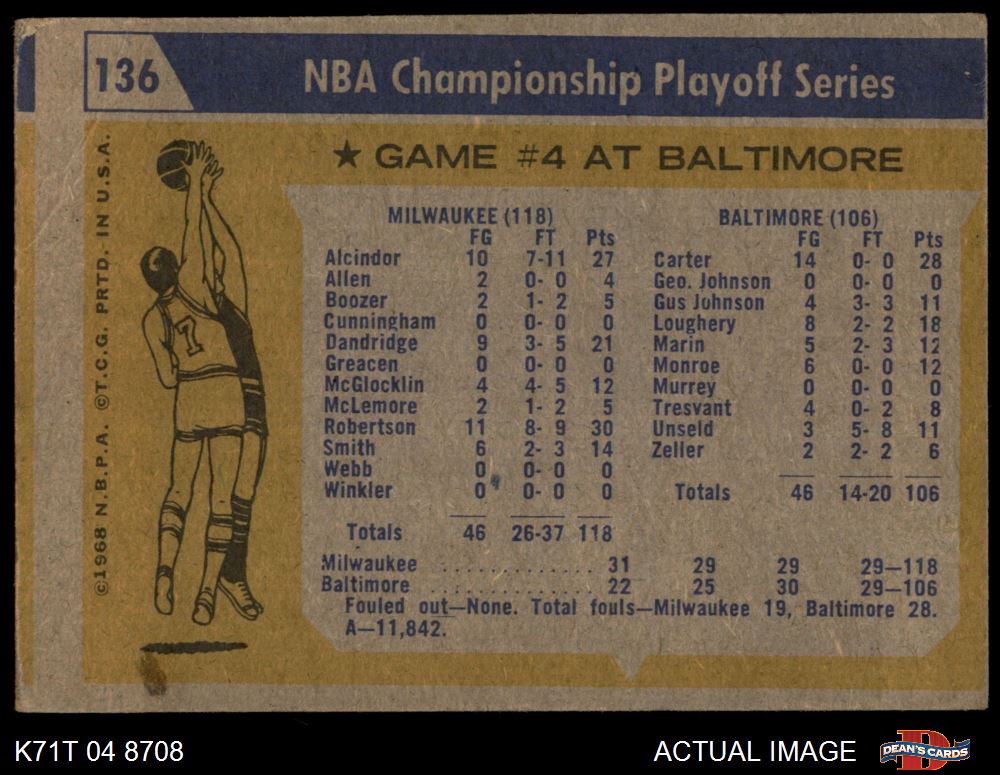 136
NBA Championship Playoff Series
★ GAME #4 AT BALTIMORE
©1968 N.B.P.A. ©T.C.G. PRTD. IN U.S.A.
7
MILWAUKEE (118)
FG FT Pts
Alcindor 10 7-11 27
Allen 2 0- 0 4
Boozer 2 1- 2 5
Cunningham 0 0- 0 0
Dandridge 9 3- 5 21
Greacen 0 0- 0 0
McGlocklin 4 4- 5 12
McLemore 2 1- 2 5
Robertson 11 8- 9 30
Smith 6 2- 3 14
Webb 0 0- 0 0
Winkler 0 0- 0 0
Totals 46 26-37 118
BALTIMORE (106)
FG FT Pts
Carter 14 0- 0 28
Geo. Johnson 0 0- 0 0
Gus Johnson 4 3- 3 11
Loughery 8 2- 2 18
Marin 5 2- 3 12
Monroe 6 0- 0 12
Murrey 0 0- 0 0
Tresvant 4 0- 2 8
Unseld 3 5- 8 11
Zeller 2 2- 2 6
Totals 46 14-20 106
Milwaukee . . . . . . . . . . . . . 31 29 29 29—118
Baltimore . . . . . . . . . . . . . 22 25 30 29—106
Fouled out—None. Total fouls—Milwaukee 19, Baltimore 28.
A—11,842.
K71T 04 8708
ACTUAL IMAGE
D
DEAN'S CARDS